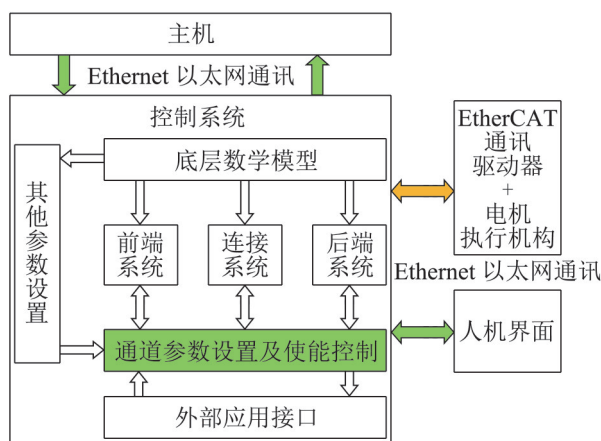 主机
Ethernet 以太网通讯
控制系统
底层数学模型
其
他
参
数
设
置
前端
系统
连接
系统
后端
系统
通道参数设置及使能控制
外部应用接口
EtherCAT
通讯
驱动器
+
电机
执行机构
Ethernet 以太网通讯
人机界面